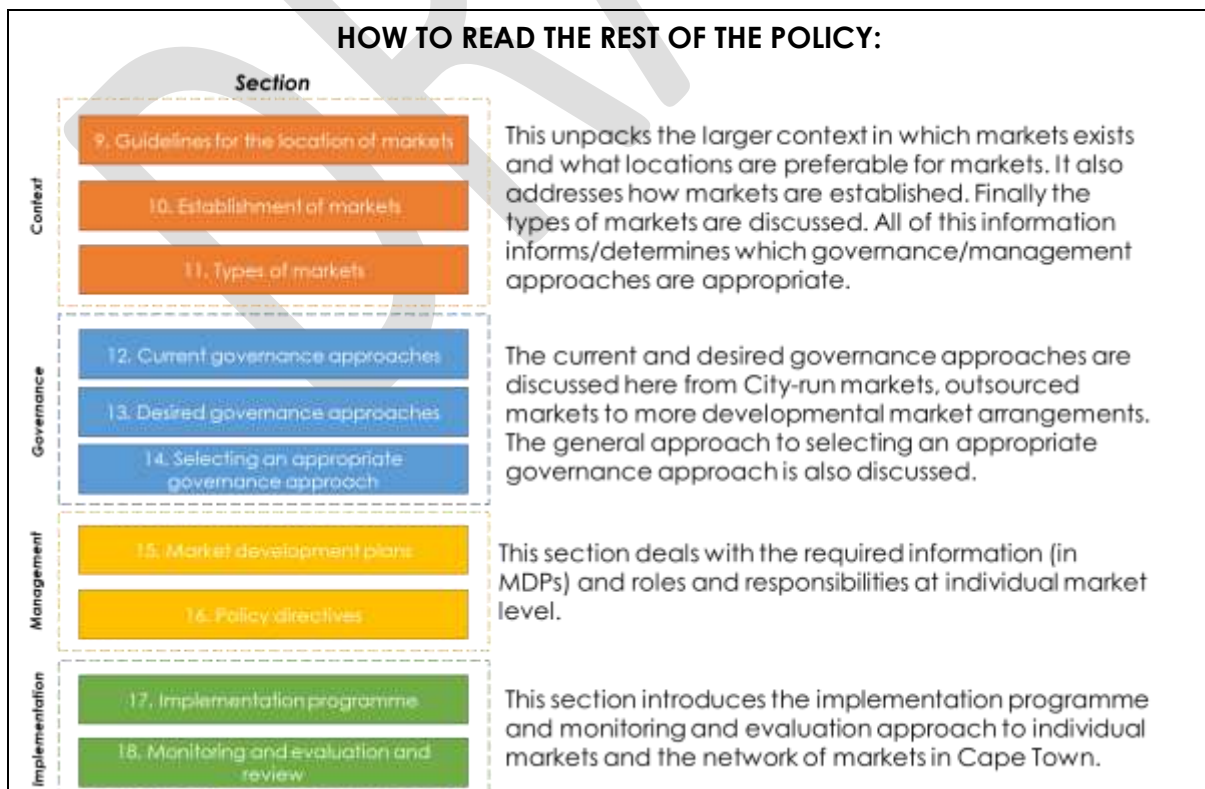 HOW TO READ THE REST OF THE POLICY:
Section
Context
9. Guidelines for the location of markets
10. Establishment of markets
11. Types of markets
This unpacks the larger context in which markets exists
and what locations are preferable for markets. It also
addresses how markets are established. Finally the
types of markets are discussed. All of this information
informs/determines which governance/management
approaches are appropriate.
Governance
12. Current governance approaches
13. Desired governance approaches
14. Selecting an appropriate
governance approach
The current and desired governance approaches are
discussed here from City-run markets, outsourced
markets to more developmental market arrangements.
The general approach to selecting an appropriate
governance approach is also discussed.
Management
15. Market development plans
16. Policy directives
This section deals with the required information (in
MDPs) and roles and responsibilities at individual market
level.
Implementation
17. Implementation programme
18. Monitoring and evaluation and
review
This section introduces the implementation programme
and monitoring and evaluation approach to individual
markets and the network of markets in Cape Town.